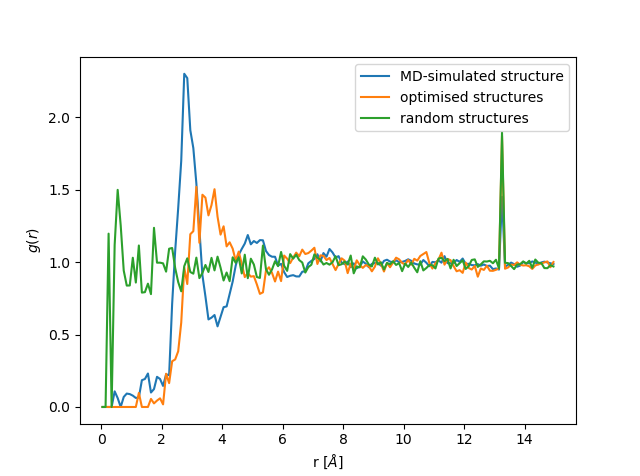 MD-simulated structure
optimised structures
random structures
2.0
1.5
1.0
0.5
0.0
g(r)
0 2 4 6 8 10 12 14
r [Å]